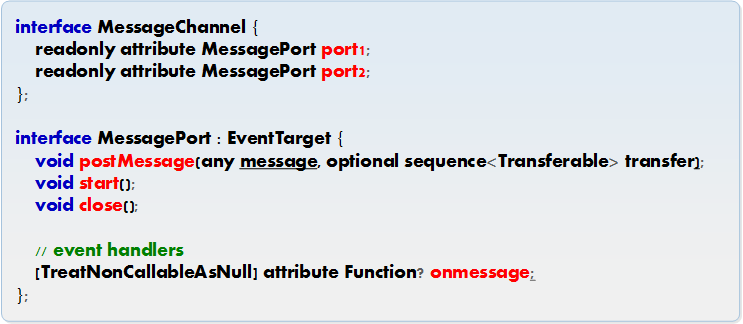 interface MessageChannel {
readonly attribute MessagePort port1;
readonly attribute MessagePort port2;
};
interface MessagePort : EventTarget {
void postMessage(any message, optional sequence<Transferable> transfer);
void start();
void close();
// event handlers
[TreatNonCallableAsNull] attribute Function? onmessage;
};